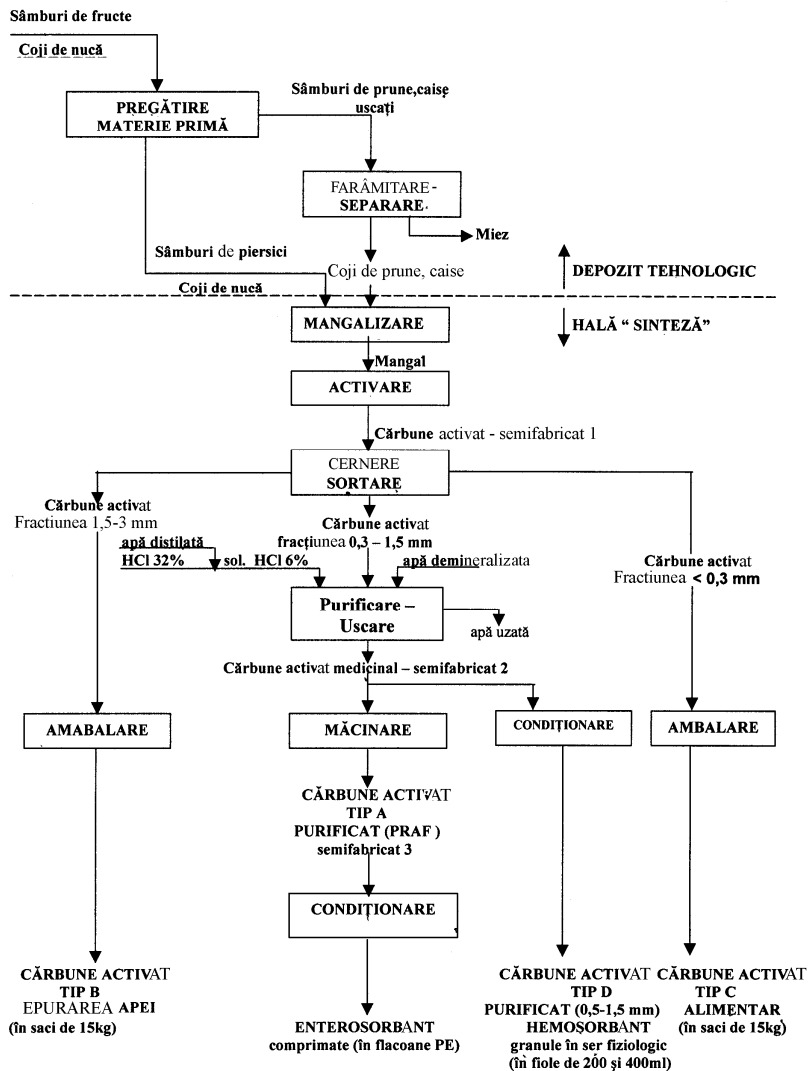 Sâmburi de fructe
Coji de nucă
PREGĂTIRE
MATERIE PRIMĂ
Sâmburi de prune,caise
uscați
FARÂMITARE-
SEPARARE
Miez
Sâmburi de piersici
Coji de prune, caise
DEPOZIT TEHNOLOGIC
Coji de nucă
MANGALIZARE
HALĂ “ SINTEZĂ”
Mangal
ACTIVARE
Cărbune activat - semifabricat 1
CERNERE
SORTARE
Cărbune activat
Fractiunea 1,5-3 mm
Cărbune activat
fracțiunea 0,3 – 1,5 mm
apă distilată
HCl 32%
sol. HCl 6%
apă demineralizata
Cărbune activat
Fractiunea < 0,3 mm
Purificare –
Uscare
apă uzată
Cărbune activat medicinal – semifabricat 2
AMABALARE
MĂCINARE
CONDIȚIONARE
AMBALARE
CĂRBUNE ACTIVAT
TIP A
PURIFICAT (PRAF )
semifabricat 3
CONDIȚIONARE
CĂRBUNE ACTIVAT
TIP B
EPURAREA APEI
(în saci de 15kg)
ENTEROSORBANT
comprimate (în flacoane PE)
CĂRBUNE ACTIVAT
TIP D
PURIFICAT (0,5-1,5 mm)
HEMOSORBANT
granule în ser fiziologic
(în fiole de 200 și 400ml)
CĂRBUNE ACTIVAT
TIP C
ALIMENTAR
(în saci de 15kg)